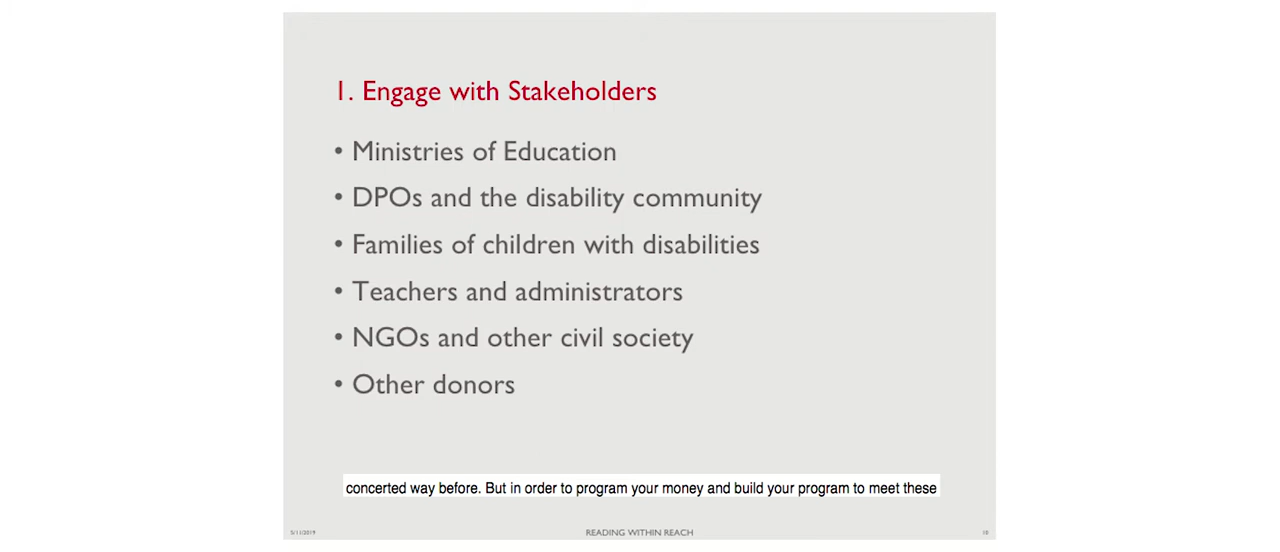 1. Engage with Stakeholders
• Ministries of Education
• DPOs and the disability community
• Families of children with disabilities
• Teachers and administrators
• NGOs and other civil society
• Other donors
concerted way before. But in order to program your money and build your program to meet these
5/11/2019 READING WITHIN REACH 10